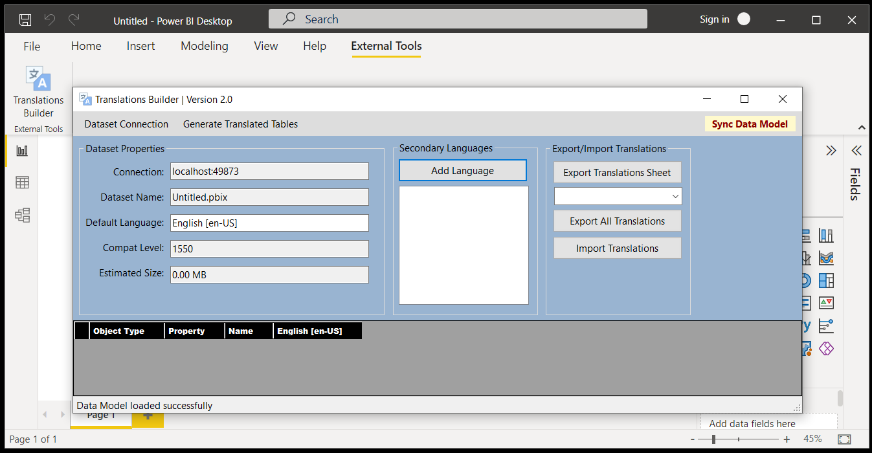 Untitled - Power BI Desktop
Search
Sign in
File
Home
Insert
Modeling
View
Help
External Tools
Translations
Builder
External Tools
Translations Builder | Version 2.0
Dataset Connection
Generate Translated Tables
Sync Data Model
Dataset Properties
Connection:
localhost:49873
Dataset Name:
Untitled.pbix
Default Language:
English [en-US]
Compat Level:
1550
Estimated Size:
0.00 MB
Secondary Languages
Add Language
Export/Import Translations
Export Translations Sheet
Export All Translations
Import Translations
Object Type
Property
Name
English [en-US]
Data Model loaded successfully
Fields
Page 1
Add data fields here
Page 1 of 1
45%